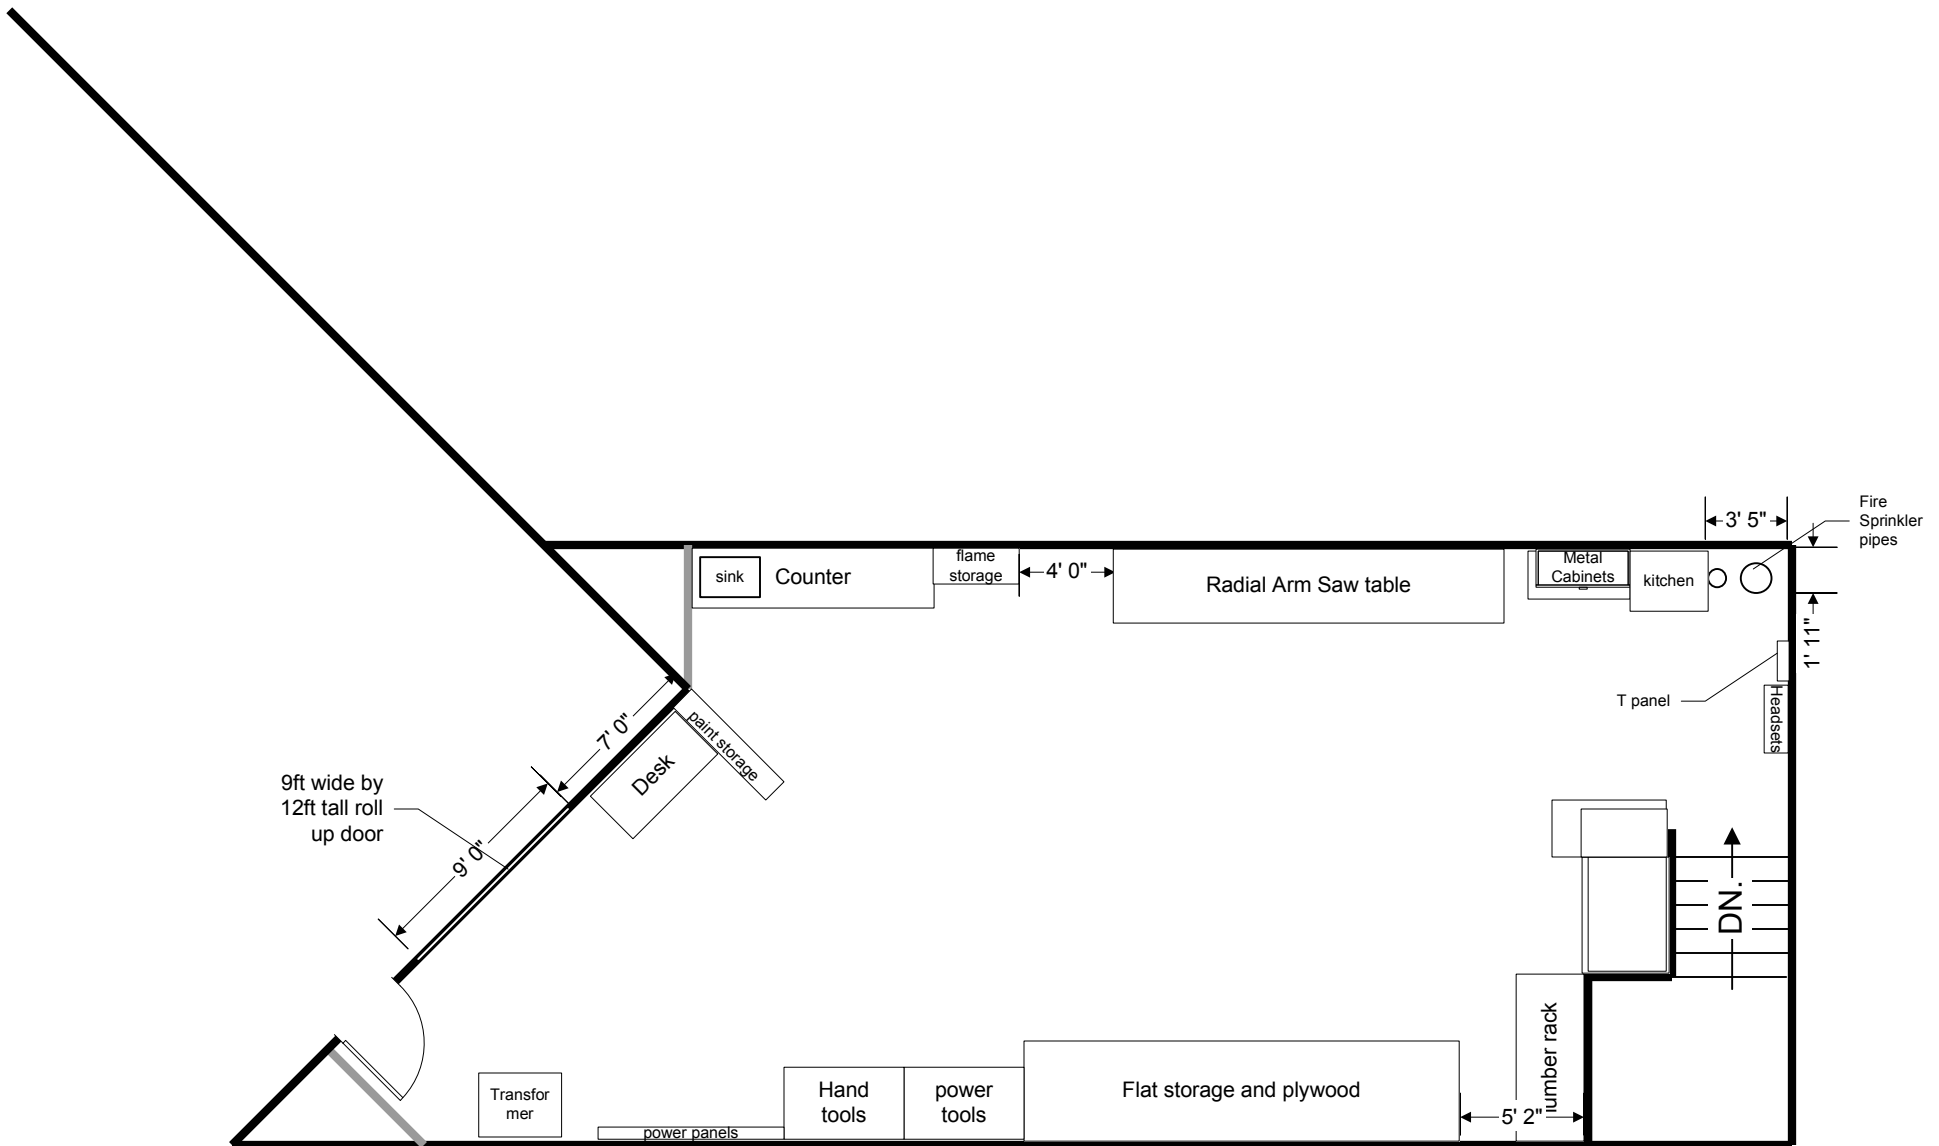 Fire
Sprinkler
pipes
3' 5"
flame
storage
Metal
Cabinets
sink
Counter
4' 0"
Radial Arm Saw table
kitchen
1' 11"
T panel
Headsets
paint storage
7' 0"
Desk
9ft wide by
12ft tall roll
up door
9' 0"
DN.
lumber rack
Transfor
mer
Hand
tools
power
tools
Flat storage and plywood
5' 2"
power panels